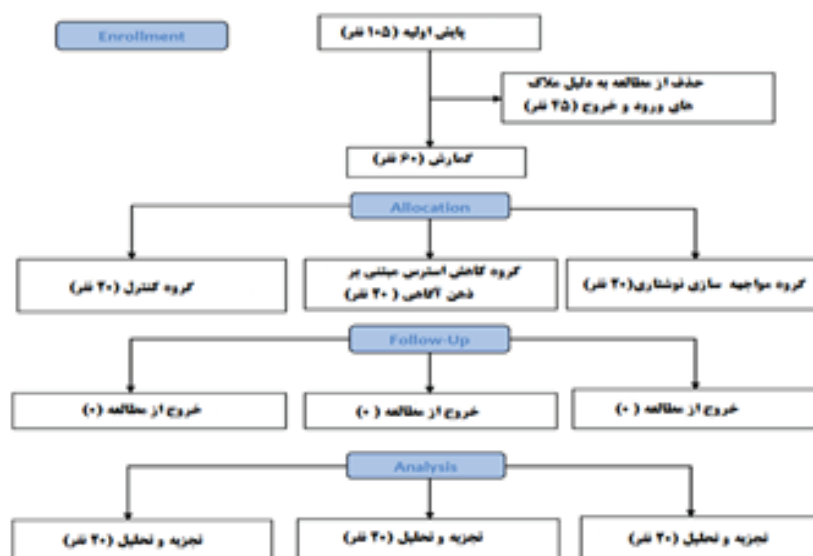 Enrollment
پایش اولیه (۱۰۵ نفر)
حذف از مطالعه به دلیل ملاک
های ورود و خروج (۴۵ نفر)
گمارش (۶۰ نفر)
Allocation
گروه مواجهه سازی نوشتاری(۲۰ نفر)
گروه کاهش استرس مبتنی بر
ذهن آگاهی (۲۰ نفر)
گروه کنترل (۲۰ نفر)
Follow-Up
خروج از مطالعه (۰)
خروج از مطالعه (۰)
خروج از مطالعه (۰)
Analysis
تجزیه و تحلیل (۲۰ نفر)
تجزیه و تحلیل (۲۰ نفر)
تجزیه و تحلیل (۲۰ نفر)